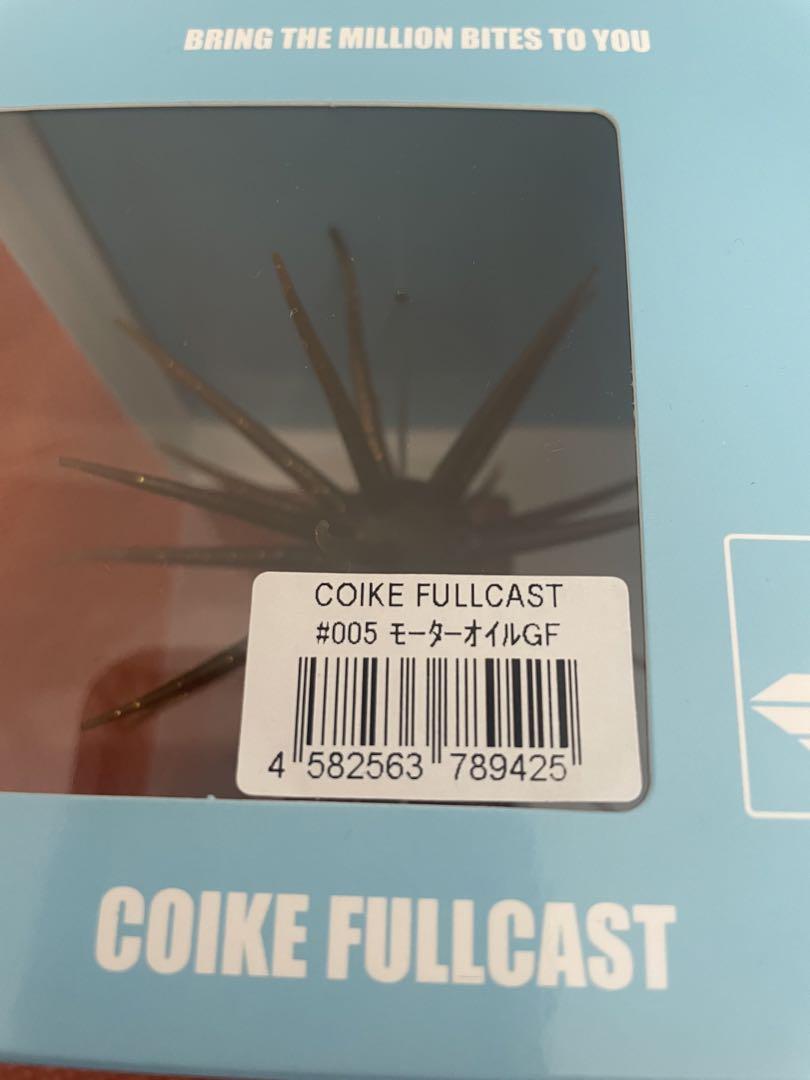 BRING THE MILLION BITES TO YOU
COIKE FULLCAST
#005 モーターオイルGF
4 582563 789425
COIKE FULLCAST